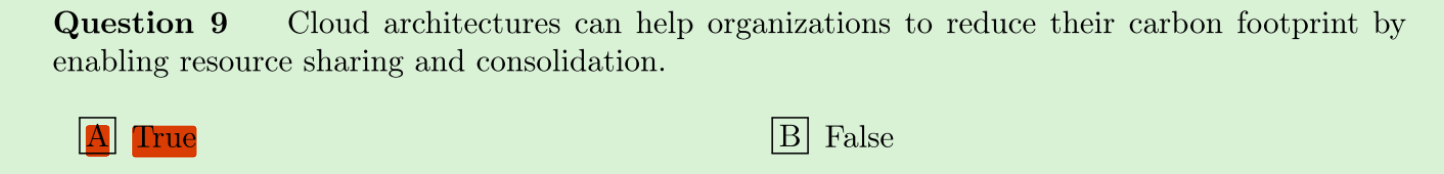 Question 9 Cloud architectures can help organizations to reduce their carbon footprint by
enabling resource sharing and consolidation.
A True B False